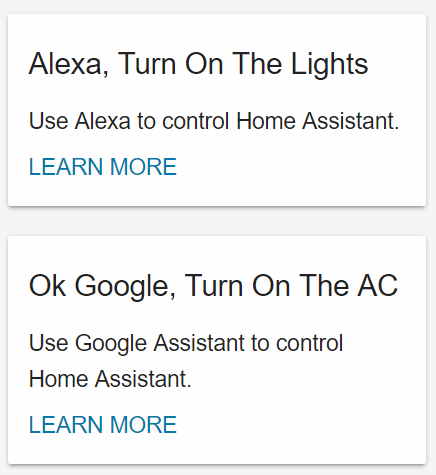 Alexa, Turn On The Lights
Use Alexa to control Home Assistant.
LEARN MORE
Ok Google, Turn On The AC
Use Google Assistant to control
Home Assistant.
LEARN MORE